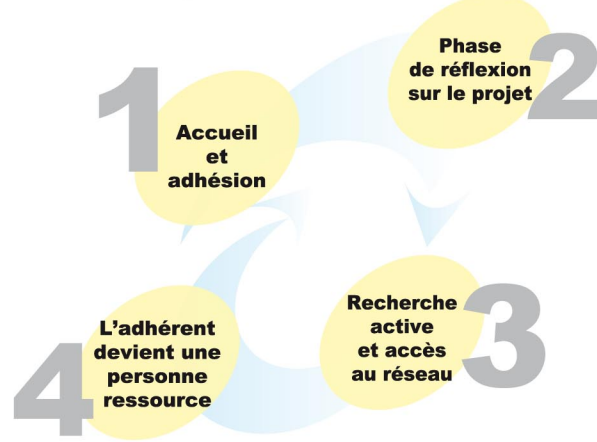 1
Accueil
et
adhésion
2
Phase
de réflexion
sur le projet
3
Recherche
active
et accès
au réseau
4
L'adhérent
devient une
personne
ressource